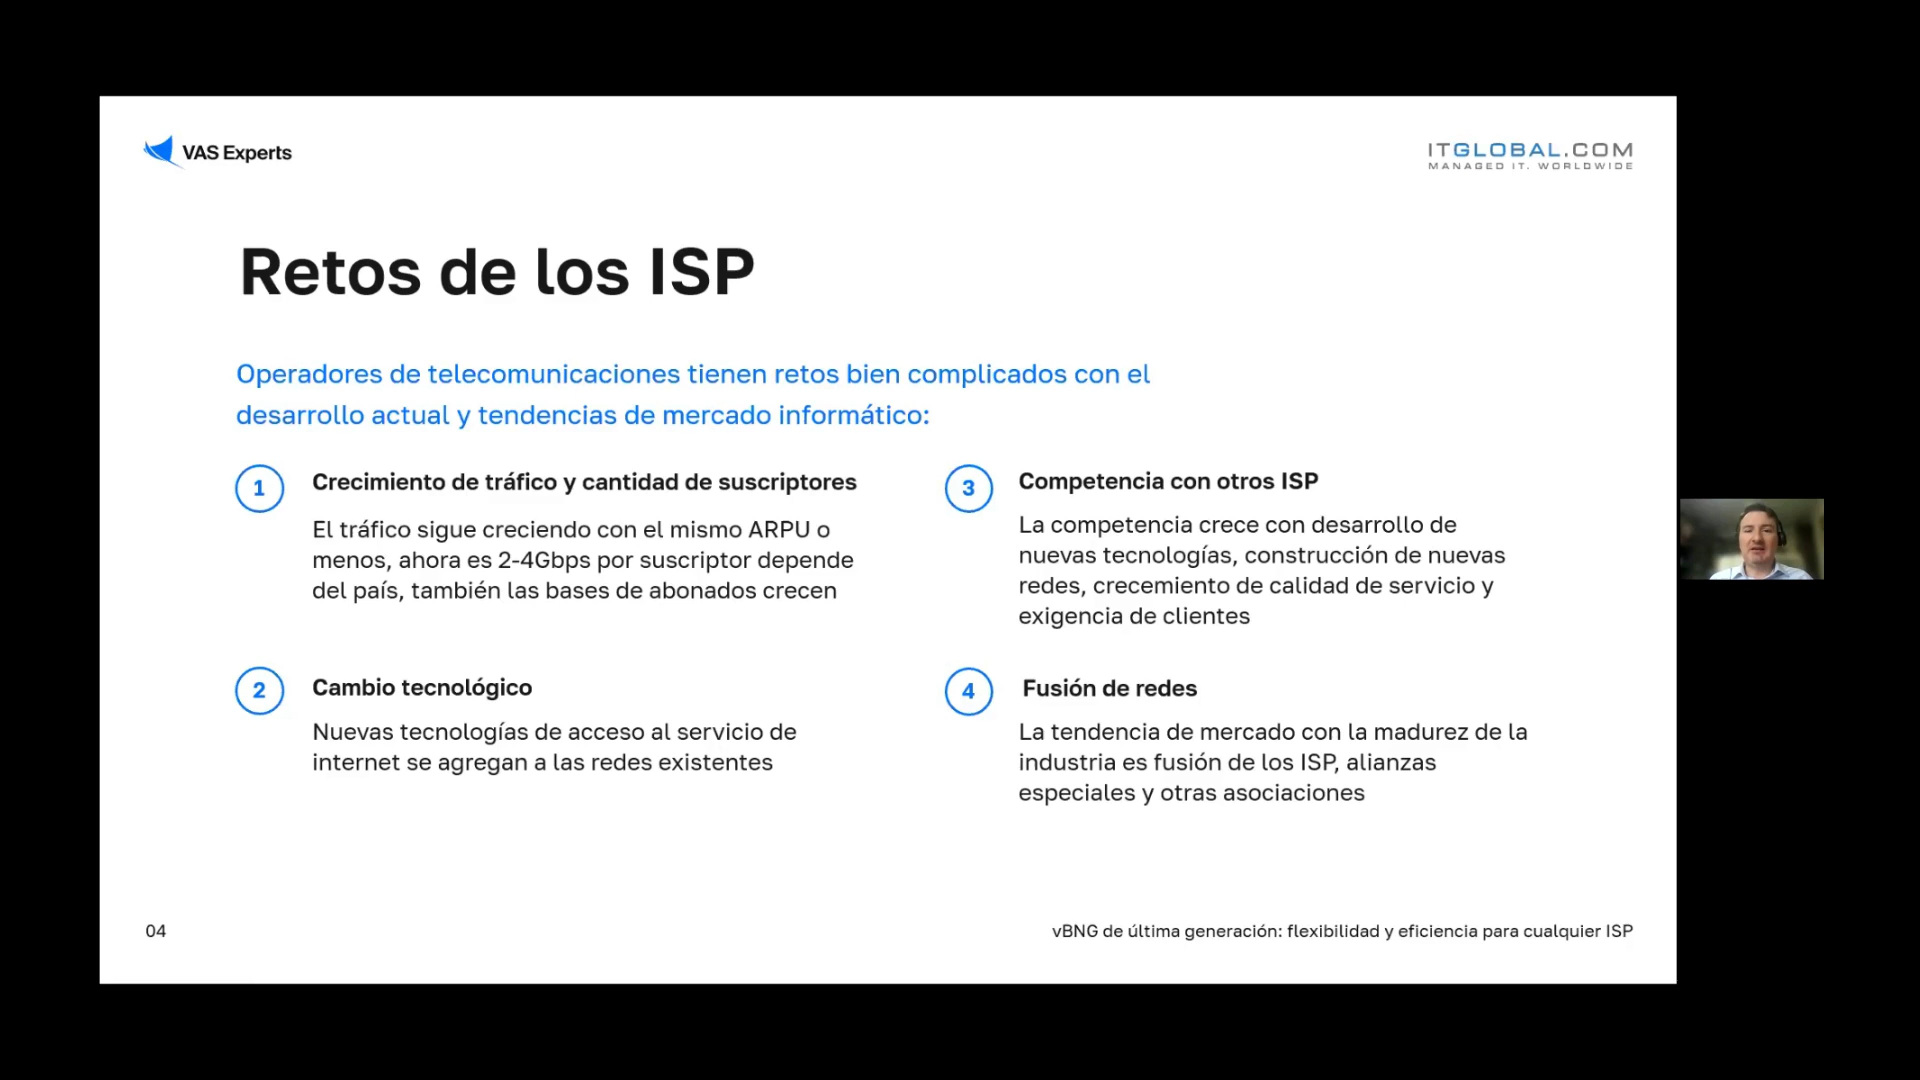 VAS Experts
ITGLOBAL.COM
MANAGED IT. WORLDWIDE
Retos de los ISP
Operadores de telecomunicaciones tienen retos bien complicados con el
desarrollo actual y tendencias de mercado informático:
1
Crecimiento de tráfico y cantidad de suscriptores
El tráfico sigue creciendo con el mismo ARPU o
menos, ahora es 2-4Gbps por suscriptor depende
del país, también las bases de abonados crecen
2
Cambio tecnológico
Nuevas tecnologías de acceso al servicio de
internet se agregan a las redes existentes
3
Competencia con otros ISP
La competencia crece con desarrollo de
nuevas tecnologías, construcción de nuevas
redes, crecemiento de calidad de servicio y
exigencia de clientes
4
Fusión de redes
La tendencia de mercado con la madurez de la
industria es fusión de los ISP, alianzas
especiales y otras asociaciones
04
vBNG de última generación: flexibilidad y eficiencia para cualquier ISP